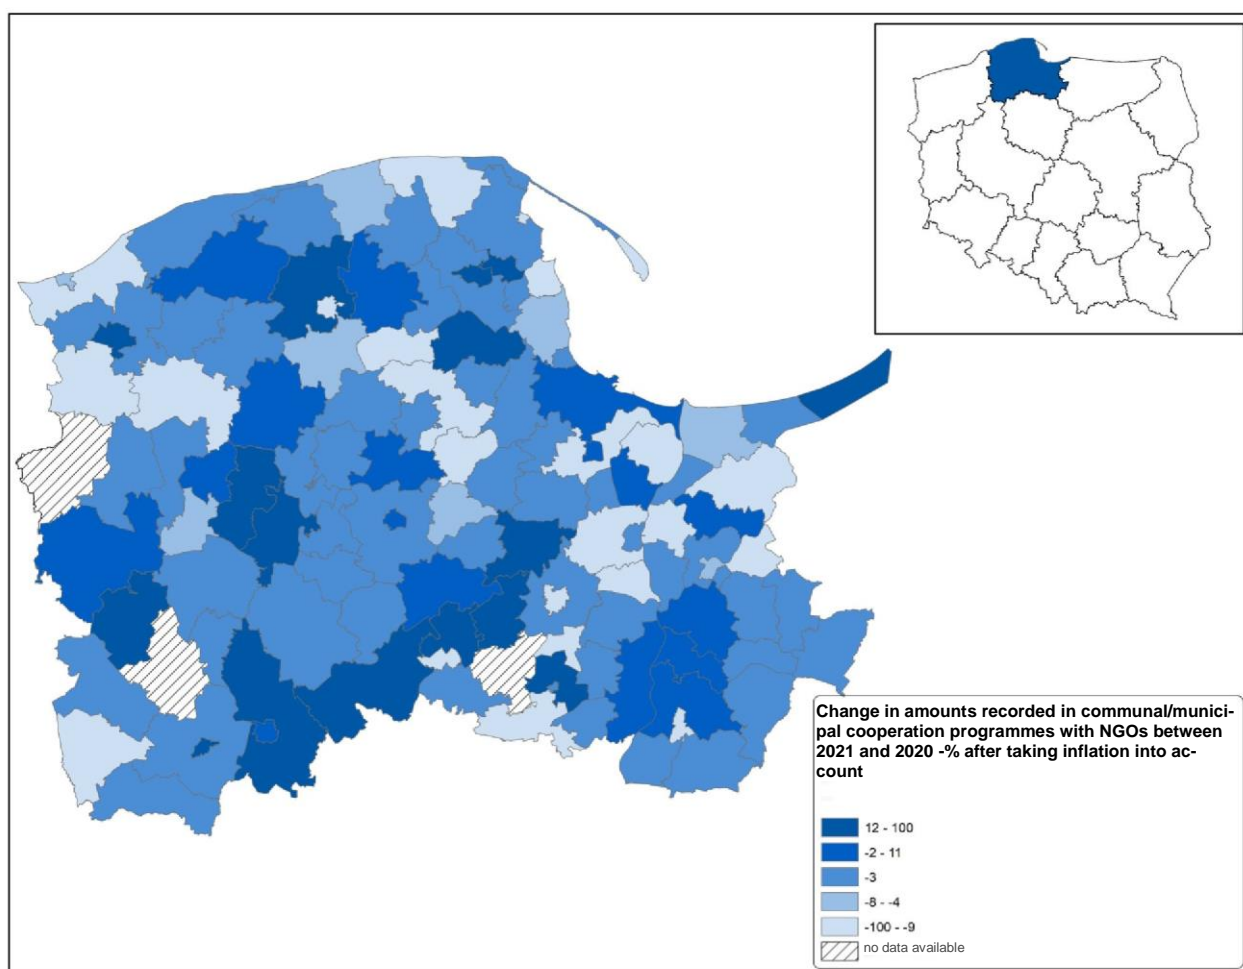 Change in amounts recorded in communal/munici-
pal cooperation programmes with NGOs between
2021 and 2020 -% after taking inflation into ac-
count
12 - 100
-2 - 11
-3
-8 - -4
-100 - -9
no data available